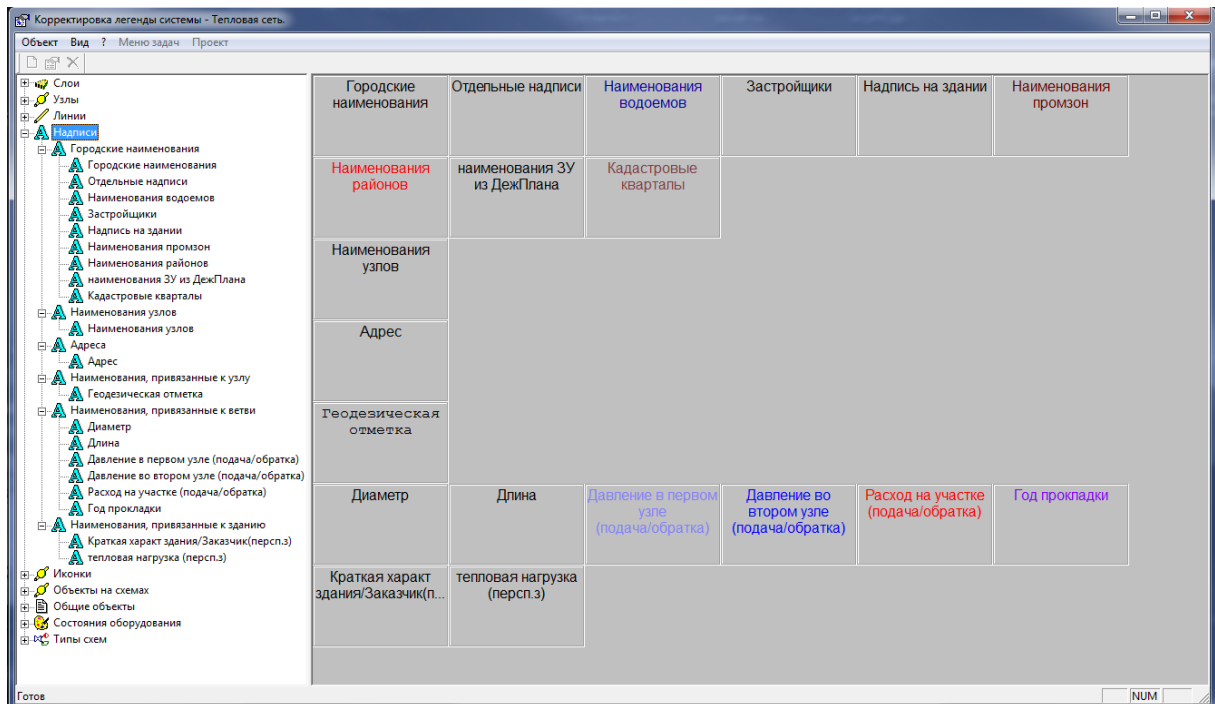 Корректировка легенды системы - Тепловая сеть.
Объект Вид ? Меню задач Проект
Слои
Узлы
Линии
Надписи
Городские наименования
Городские наименования
Отдельные надписи
Наименования водоемов
Застройщики
Надпись на здании
Наименования промзон
Наименования районов
наименования ЗУ из ДежПлана
Кадастровые кварталы
Наименования узлов
Наименования узлов
Адреса
Адрес
Наименования, привязанные к узлу
Геодезическая отметка
Наименования, привязанные к ветви
Диаметр
Длина
Давление в первом узле (подача/обратка)
Давление во втором узле (подача/обратка)
Расход на участке (подача/обратка)
Год прокладки
Наименования, привязанные к зданию
Краткая характ здания/Заказчик(персп.з)
тепловая нагрузка (персп.з)
Иконки
Объекты на схемах
Общие объекты
Состояния оборудования
Типы схем
Городские
наименования
Отдельные надписи
Наименования
водоемов
Застройщики
Надпись на здании
Наименования
промзон
Наименования
районов
наименования ЗУ
из ДежПлана
Кадастровые
кварталы
Наименования
узлов
Адрес
Геодезическая
отметка
Диаметр
Длина
Давление в первом
узле
(подача/обратка)
Давление во
втором узле
(подача/обратка)
Расход на участке
(подача/обратка)
Год прокладки
Краткая характ
здания/Заказчик(п...
тепловая нагрузка
(персп.з)
Готов
NUM